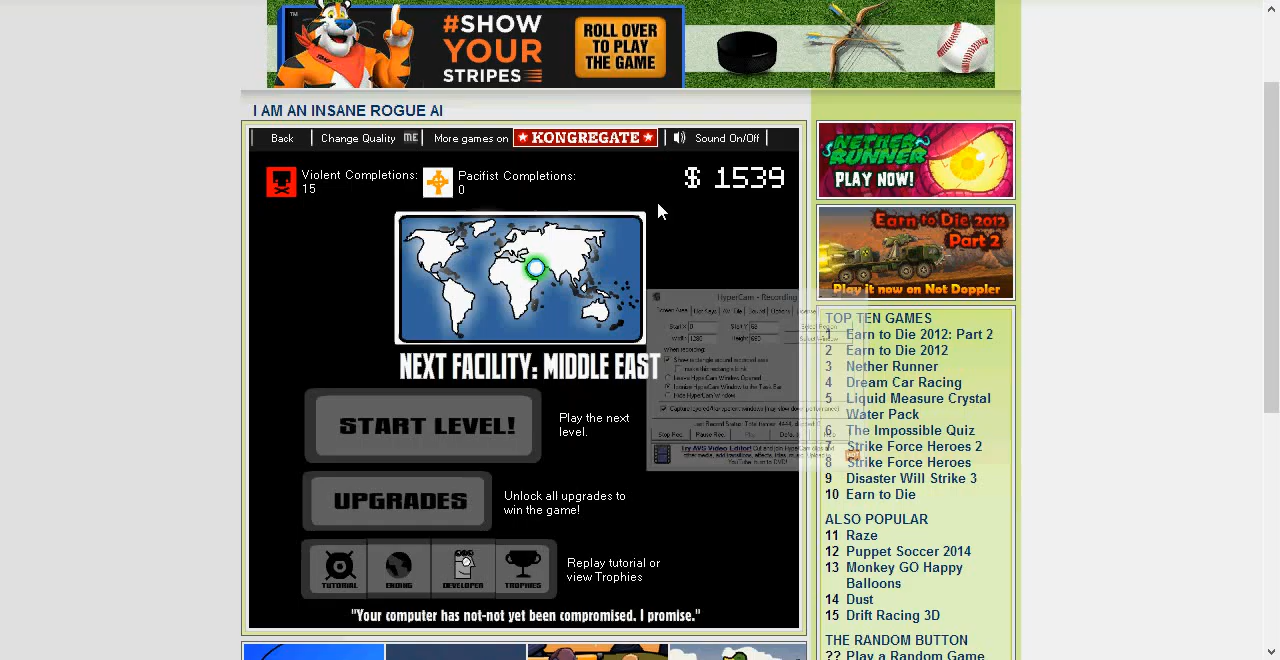 #SHOW
YOUR
STRIPES
ROLL OVER
TO PLAY
THE GAME
I AM AN INSANE ROGUE AI
Back
Change Quality
More games on
KONGREGATE
Sound On/Off
Violent Completions:
15
Pacifist Completions:
0
$ 1539
NEXT FACILITY: MIDDLE EAST
START LEVEL!
Play the next
level.
UPGRADES
Unlock all upgrades to
win the game!
TUTORIAL
ENDING
DEVELOPER
TROPHIES
Replay tutorial or
view Trophies
"Your computer has not-not yet been compromised. I promise."
HyperCam - Recording
When recording:
Try AVS Video Editor!
NETHER
RUNNER
PLAY NOW!
Earn to Die 2012
Part 2
Play it now on Not Doppler
TOP TEN GAMES
1 Earn to Die 2012: Part 2
2 Earn to Die 2012
3 Nether Runner
4 Dream Car Racing
5 Liquid Measure Crystal
Water Pack
6 The Impossible Quiz
7 Strike Force Heroes 2
8 Strike Force Heroes
9 Disaster Will Strike 3
10 Earn to Die
ALSO POPULAR
11 Raze
12 Puppet Soccer 2014
13 Monkey GO Happy
Balloons
14 Dust
15 Drift Racing 3D
THE RANDOM BUTTON
?? Play a Random Game